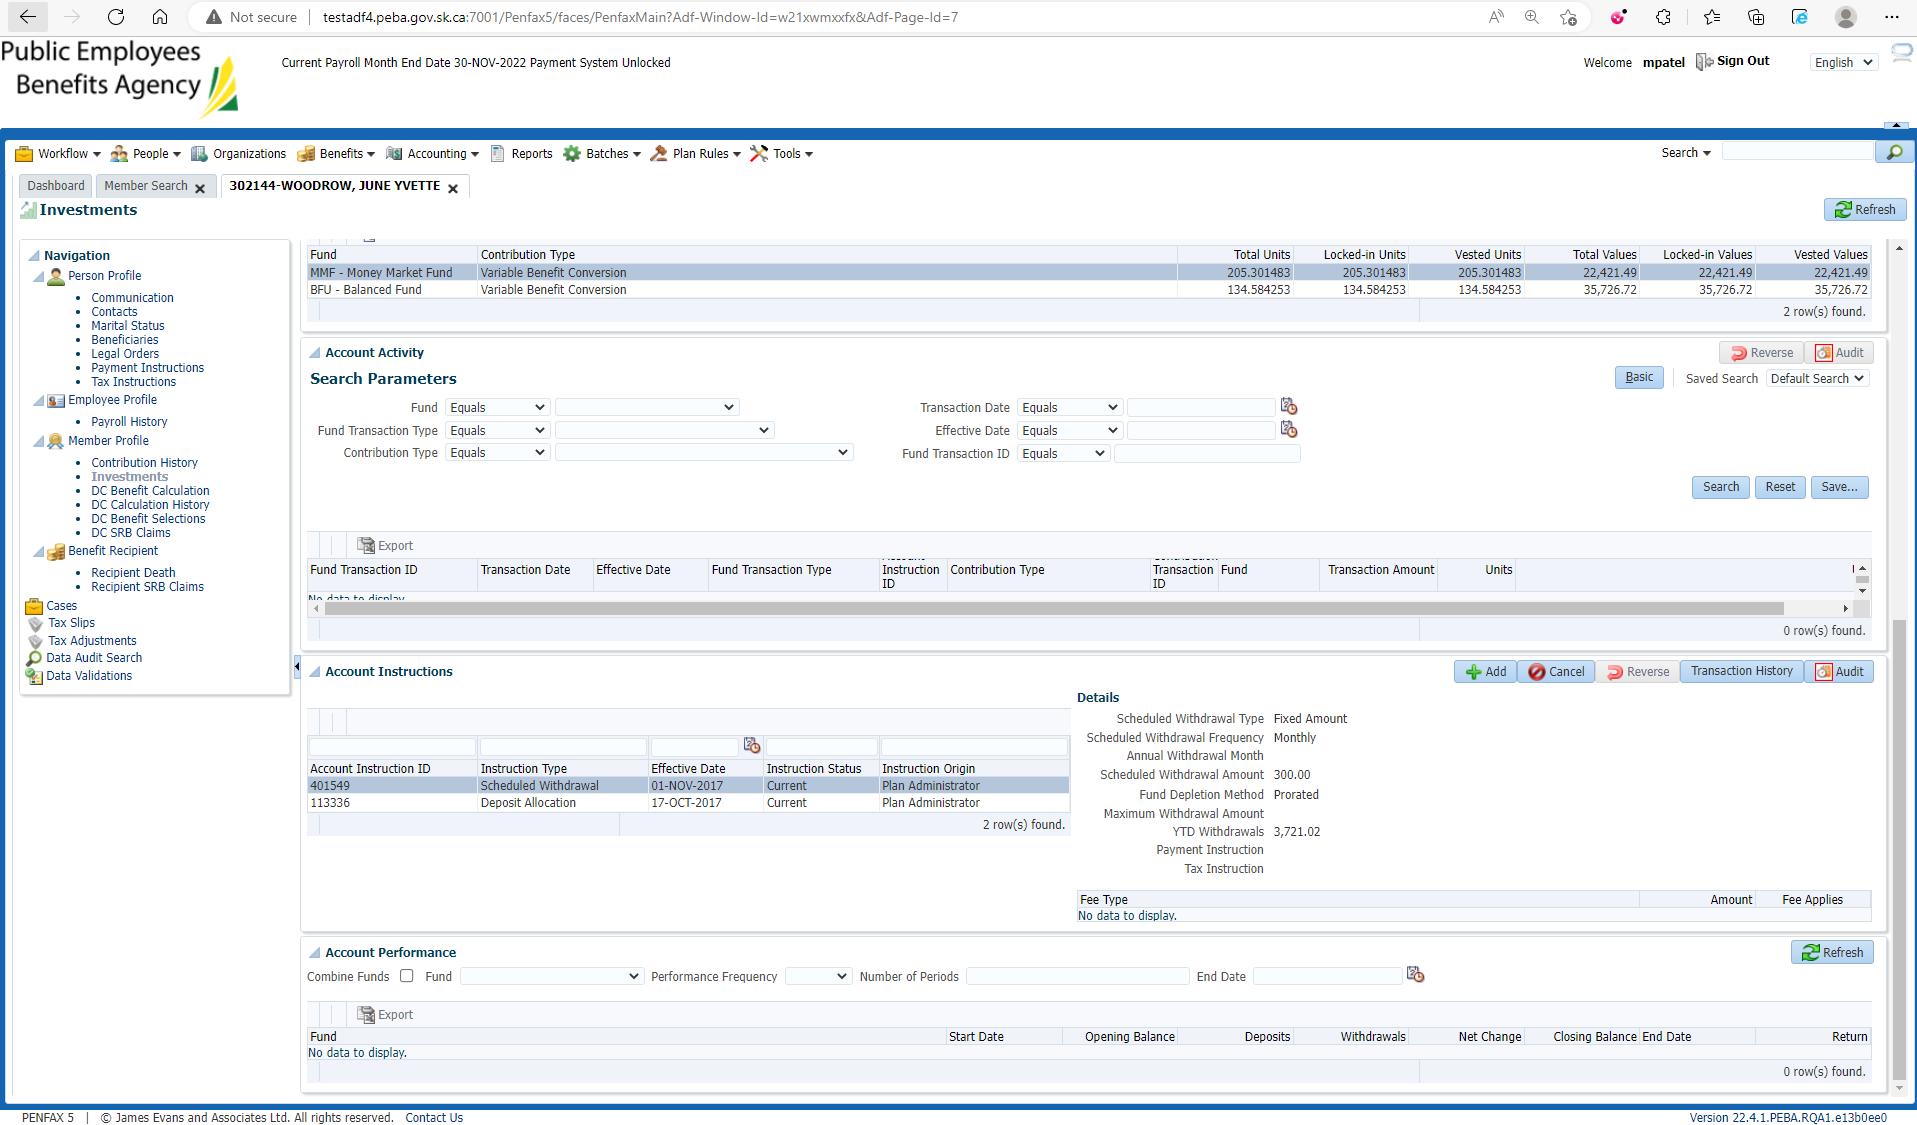 Not secure | testadf4.peba.gov.sk.ca:7001/Penfax5/faces/PenfaxMain?Adf-Window-Id=w21xwmxxfx&Adf-Page-Id=7
Public Employees
Benefits Agency
Current Payroll Month End Date 30-NOV-2022 Payment System Unlocked
Welcome mpatel Sign Out English
Workflow People Organizations Benefits Accounting Reports Batches Plan Rules Tools Search
Dashboard Member Search 302144-WOODROW, JUNE YVETTE
Investments Refresh
Navigation
Person Profile
Communication
Contacts
Marital Status
Beneficiaries
Legal Orders
Payment Instructions
Tax Instructions
Employee Profile
Payroll History
Member Profile
Contribution History
Investments
DC Benefit Calculation
DC Calculation History
DC Benefit Selections
DC SRB Claims
Benefit Recipient
Recipient Death
Recipient SRB Claims
Cases
Tax Slips
Tax Adjustments
Data Audit Search
Data Validations
Fund Contribution Type Total Units Locked-in Units Vested Units Total Values Locked-in Values Vested Values
MMF - Money Market Fund Variable Benefit Conversion 205.301483 205.301483 205.301483 22,421.49 22,421.49 22,421.49
BFU - Balanced Fund Variable Benefit Conversion 134.584253 134.584253 134.584253 35,726.72 35,726.72 35,726.72
2 row(s) found.
Account Activity Reverse Audit
Search Parameters Basic Saved Search Default Search
Fund Equals Transaction Date Equals
Fund Transaction Type Equals Effective Date Equals
Contribution Type Equals Fund Transaction ID Equals
Search Reset Save...
Export
Fund Transaction ID Transaction Date Effective Date Fund Transaction Type Instruction ID Contribution Type Transaction ID Fund Transaction Amount Units
No data to display
0 row(s) found.
Account Instructions Add Cancel Reverse Transaction History Audit
Account Instruction ID Instruction Type Effective Date Instruction Status Instruction Origin
401549 Scheduled Withdrawal 01-NOV-2017 Current Plan Administrator
113336 Deposit Allocation 17-OCT-2017 Current Plan Administrator
2 row(s) found.
Details
Scheduled Withdrawal Type Fixed Amount
Scheduled Withdrawal Frequency Monthly
Annual Withdrawal Month
Scheduled Withdrawal Amount 300.00
Fund Depletion Method Prorated
Maximum Withdrawal Amount
YTD Withdrawals 3,721.02
Payment Instruction
Tax Instruction
Fee Type Amount Fee Applies
No data to display.
Account Performance Refresh
Combine Funds Fund Performance Frequency Number of Periods End Date
Export
Fund Start Date Opening Balance Deposits Withdrawals Net Change Closing Balance End Date Return
No data to display.
0 row(s) found.
PENFAX 5 | © James Evans and Associates Ltd. All rights reserved. Contact Us Version 22.4.1.PEBA.RQA1.e13b0ee0